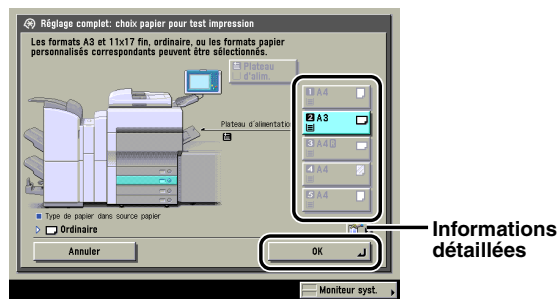 Réglage complet: choix papier pour test impression
Les formats A3 et 11x17 fin, ordinaire, ou les formats papier
personnalisés correspondants peuvent être sélectionnés.
Plateau
d'alim.
1 A4
Plateau d'alimentatio
2 A3
3 A4R
4 A4
5 A4
Type de papier dans source papier
Ordinaire
Informations
détaillées
Annuler
OK
Moniteur syst.